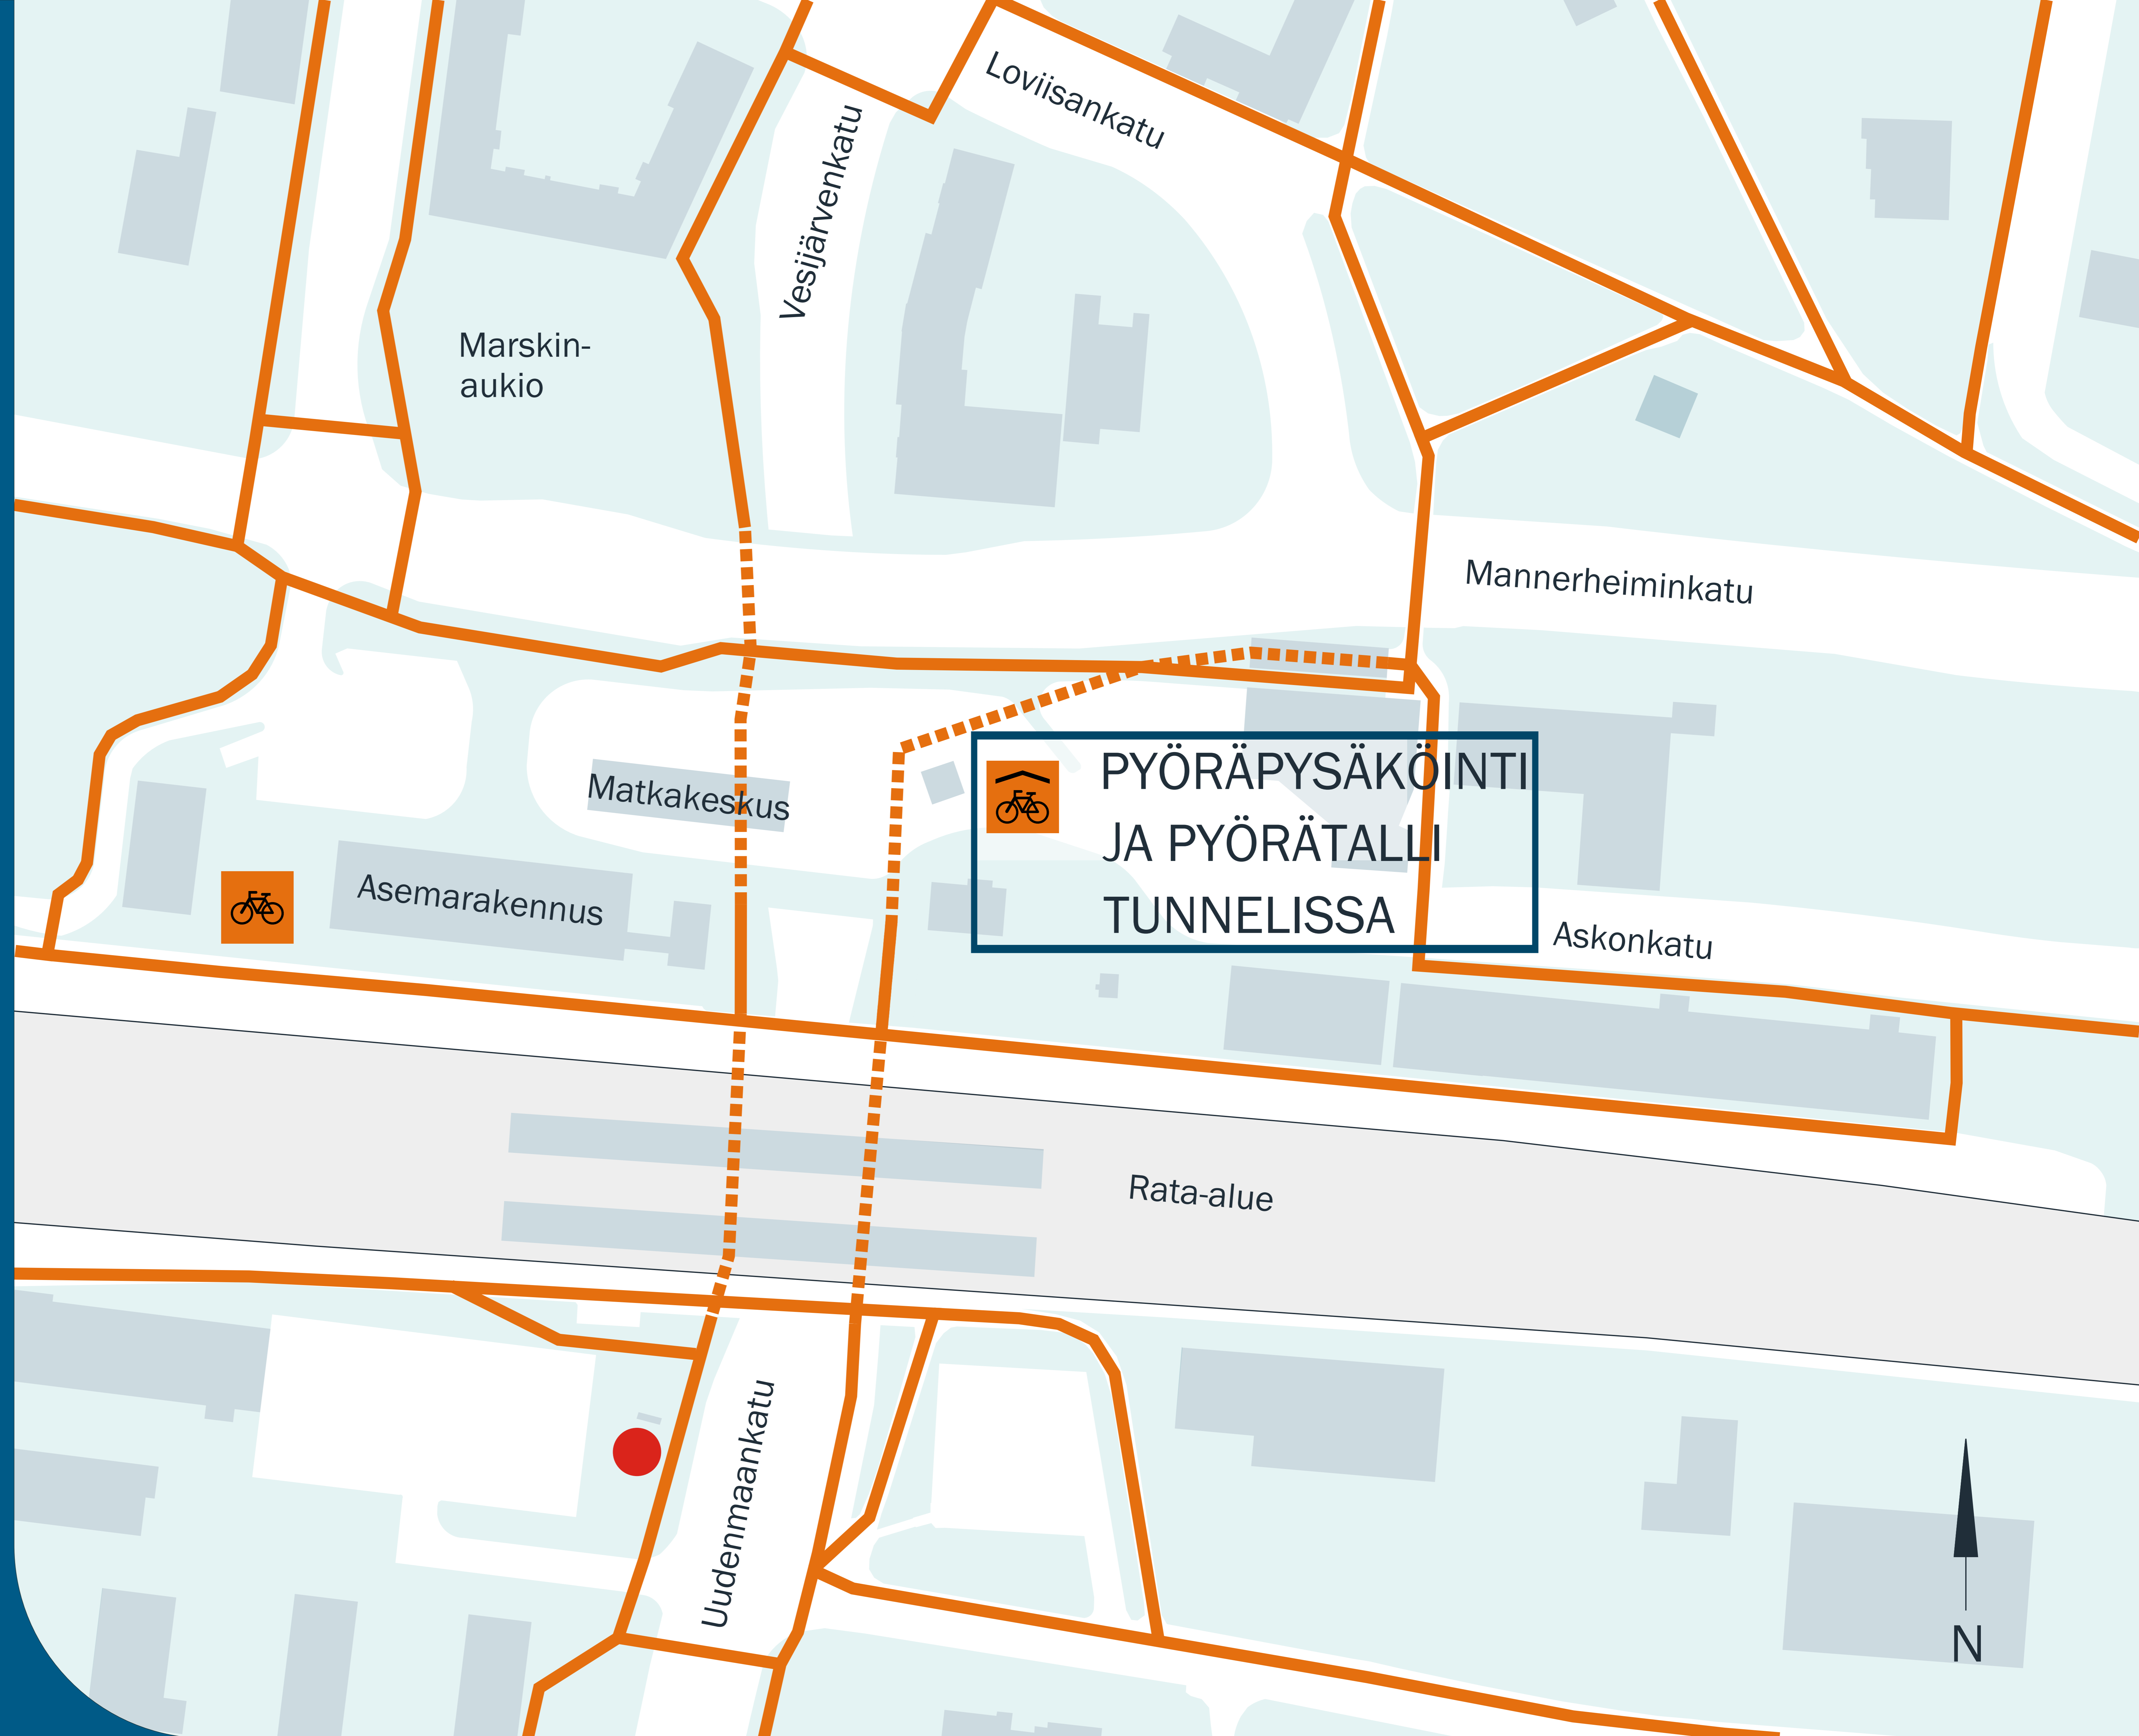 Loviisankatu
Vesijärvenkatu
Marskin-
aukio
Mannerheiminkatu
Matkakeskus
PYÖRÄPYSÄKÖINTI
JA PYÖRÄTALLI
TUNNELISSA
Asemarakennus
Askonkatu
Rata-alue
Uudenmaankatu
N